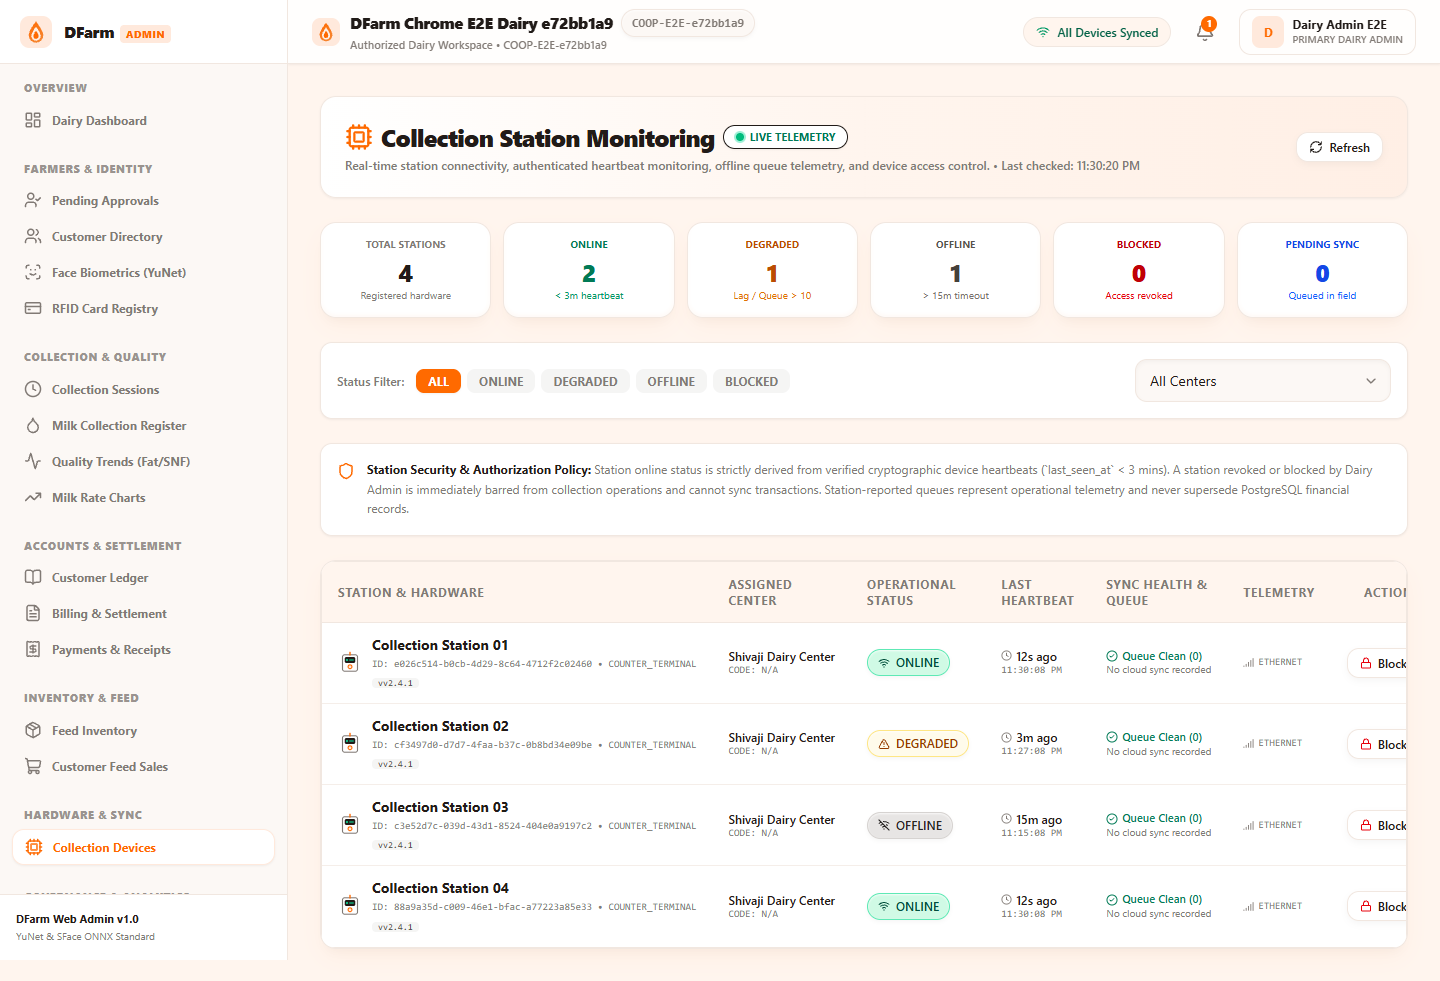 DFarm ADMIN
DFarm Chrome E2E Dairy e72bb1a9 COOP-E2E-e72bb1a9
Authorized Dairy Workspace • COOP-E2E-e72bb1a9
All Devices Synced
1
D
Dairy Admin E2E
PRIMARY DAIRY ADMIN
OVERVIEW
Dairy Dashboard
FARMERS & IDENTITY
Pending Approvals
Customer Directory
Face Biometrics (YuNet)
RFID Card Registry
COLLECTION & QUALITY
Collection Sessions
Milk Collection Register
Quality Trends (Fat/SNF)
Milk Rate Charts
ACCOUNTS & SETTLEMENT
Customer Ledger
Billing & Settlement
Payments & Receipts
INVENTORY & FEED
Feed Inventory
Customer Feed Sales
HARDWARE & SYNC
Collection Devices
DFarm Web Admin v1.0
YuNet & SFace ONNX Standard
Collection Station Monitoring LIVE TELEMETRY
Real-time station connectivity, authenticated heartbeat monitoring, offline queue telemetry, and device access control. • Last checked: 11:30:20 PM
Refresh
TOTAL STATIONS
4
Registered hardware
ONLINE
2
< 3m heartbeat
DEGRADED
1
Lag / Queue > 10
OFFLINE
1
> 15m timeout
BLOCKED
0
Access revoked
PENDING SYNC
0
Queued in field
Status Filter: ALL ONLINE DEGRADED OFFLINE BLOCKED
All Centers
Station Security & Authorization Policy: Station online status is strictly derived from verified cryptographic device heartbeats (`last_seen_at` < 3 mins). A station revoked or blocked by Dairy
Admin is immediately barred from collection operations and cannot sync transactions. Station-reported queues represent operational telemetry and never supersede PostgreSQL financial
records.
STATION & HARDWARE
ASSIGNED
CENTER
OPERATIONAL
STATUS
LAST
HEARTBEAT
SYNC HEALTH &
QUEUE
TELEMETRY
ACTIO
Collection Station 01
ID: e026c514-b0cb-4d29-8c64-4712f2c02460 • COUNTER_TERMINAL
vv2.4.1
Shivaji Dairy Center
CODE: N/A
ONLINE
12s ago
11:30:08 PM
Queue Clean (0)
No cloud sync recorded
ETHERNET
Block
Collection Station 02
ID: cf3497d0-d7d7-4faa-b37c-0b8bd34e09be • COUNTER_TERMINAL
vv2.4.1
Shivaji Dairy Center
CODE: N/A
DEGRADED
3m ago
11:27:08 PM
Queue Clean (0)
No cloud sync recorded
ETHERNET
Block
Collection Station 03
ID: c3e52d7c-039d-43d1-8524-404e0a9197c2 • COUNTER_TERMINAL
vv2.4.1
Shivaji Dairy Center
CODE: N/A
OFFLINE
15m ago
11:15:08 PM
Queue Clean (0)
No cloud sync recorded
ETHERNET
Block
Collection Station 04
ID: 88a9a35d-c009-46e1-bfac-a77223a85e33 • COUNTER_TERMINAL
vv2.4.1
Shivaji Dairy Center
CODE: N/A
ONLINE
12s ago
11:30:08 PM
Queue Clean (0)
No cloud sync recorded
ETHERNET
Block